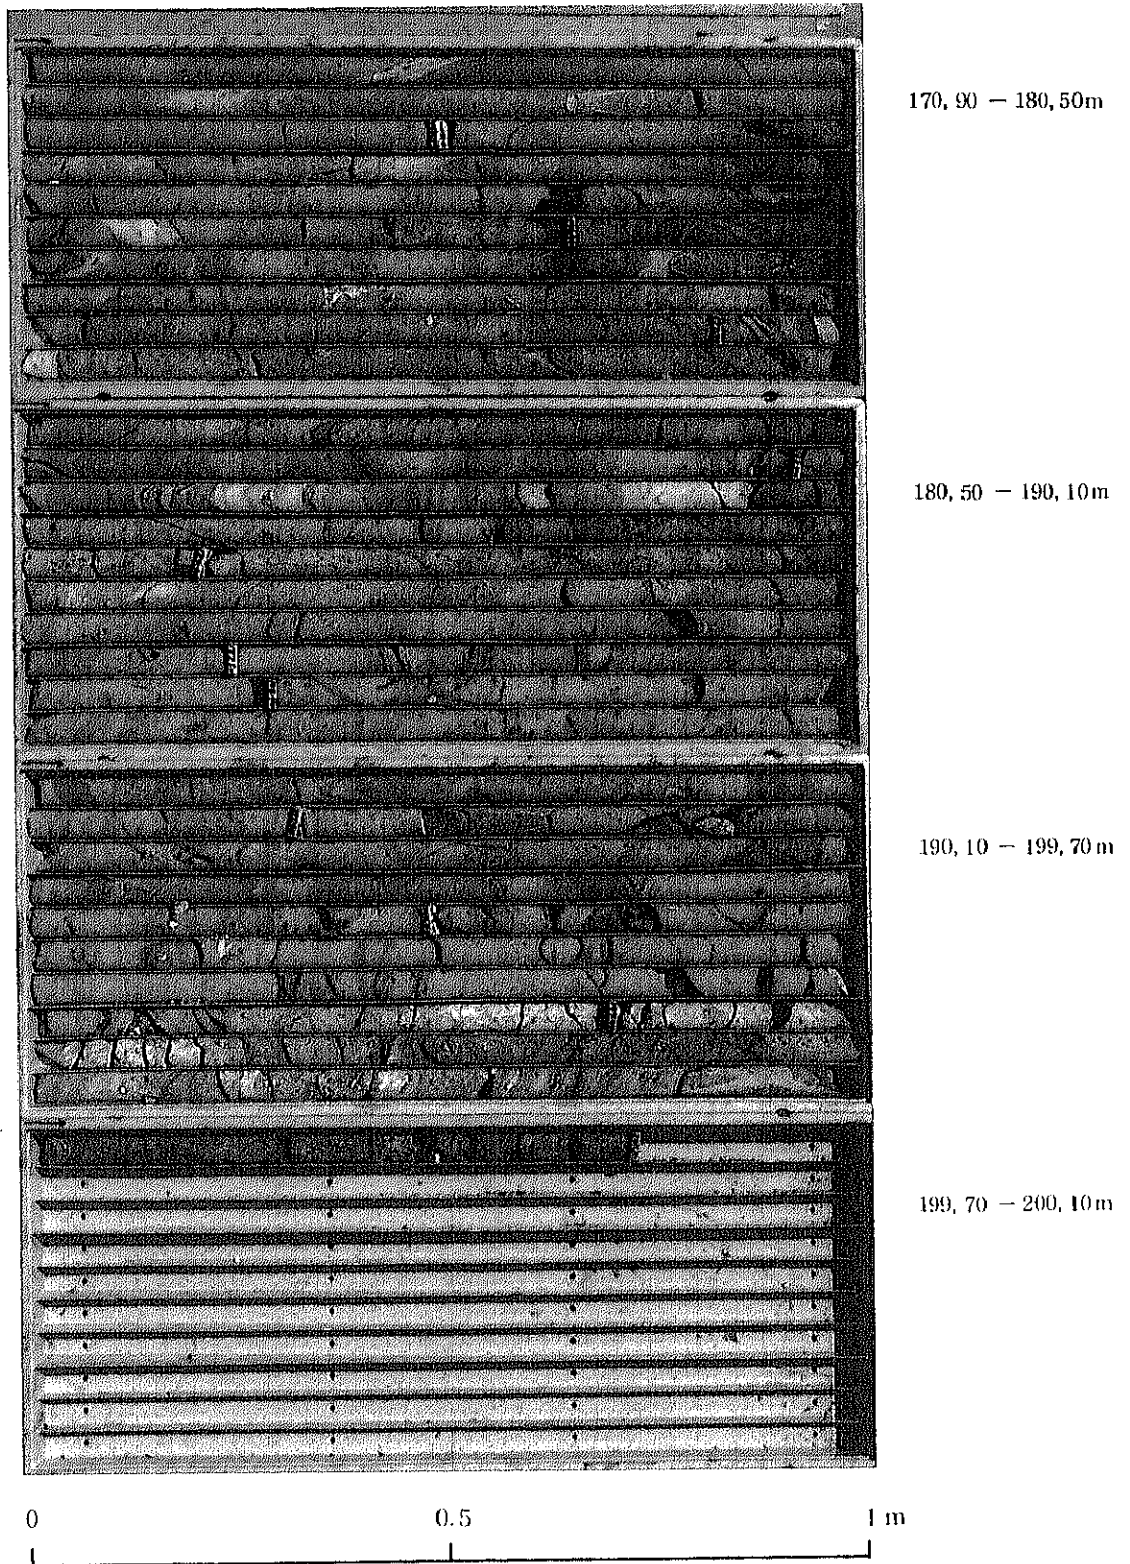 170, 90 – 180, 50m
180, 50 – 190, 10m
190, 10 – 199, 70m
199, 70 – 200, 10m
0 0.5 1 m